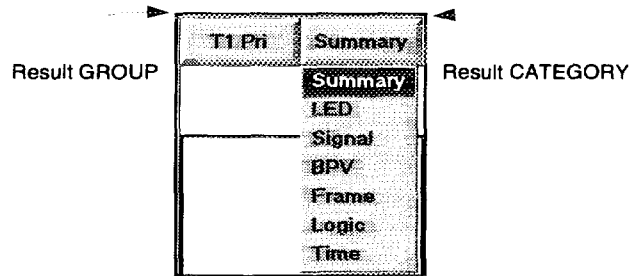 T1 Pri Summary
Result GROUP Result CATEGORY
Summary
LED
Signal
BPV
Frame
Logic
Time